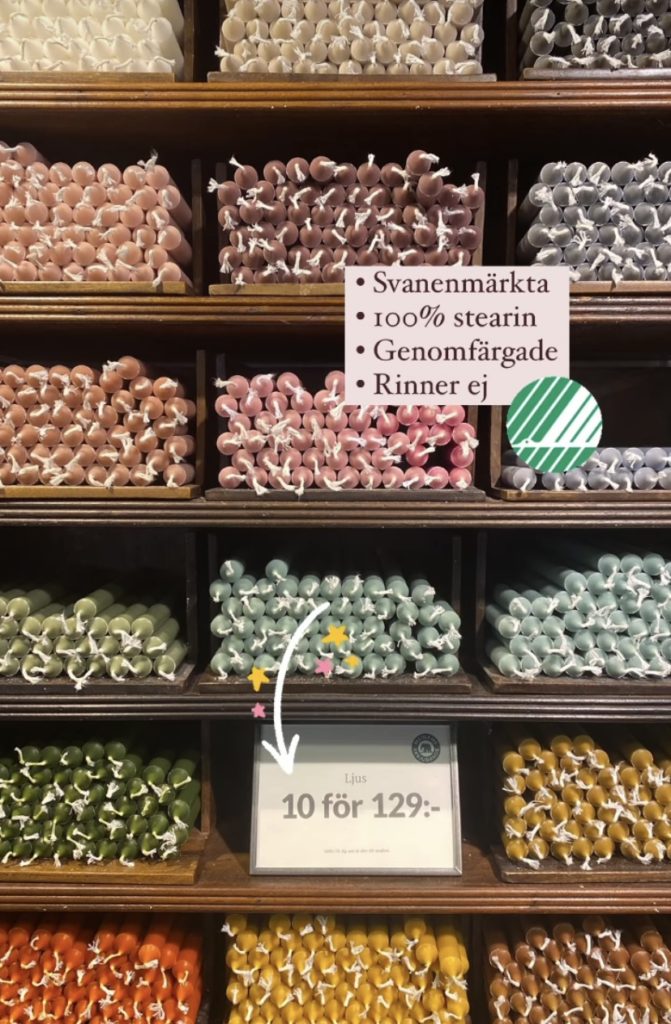 • Svanenmärkta
• 100% stearin
• Genomfärgade
• Rinner ej
Ljus
10 för 129:-